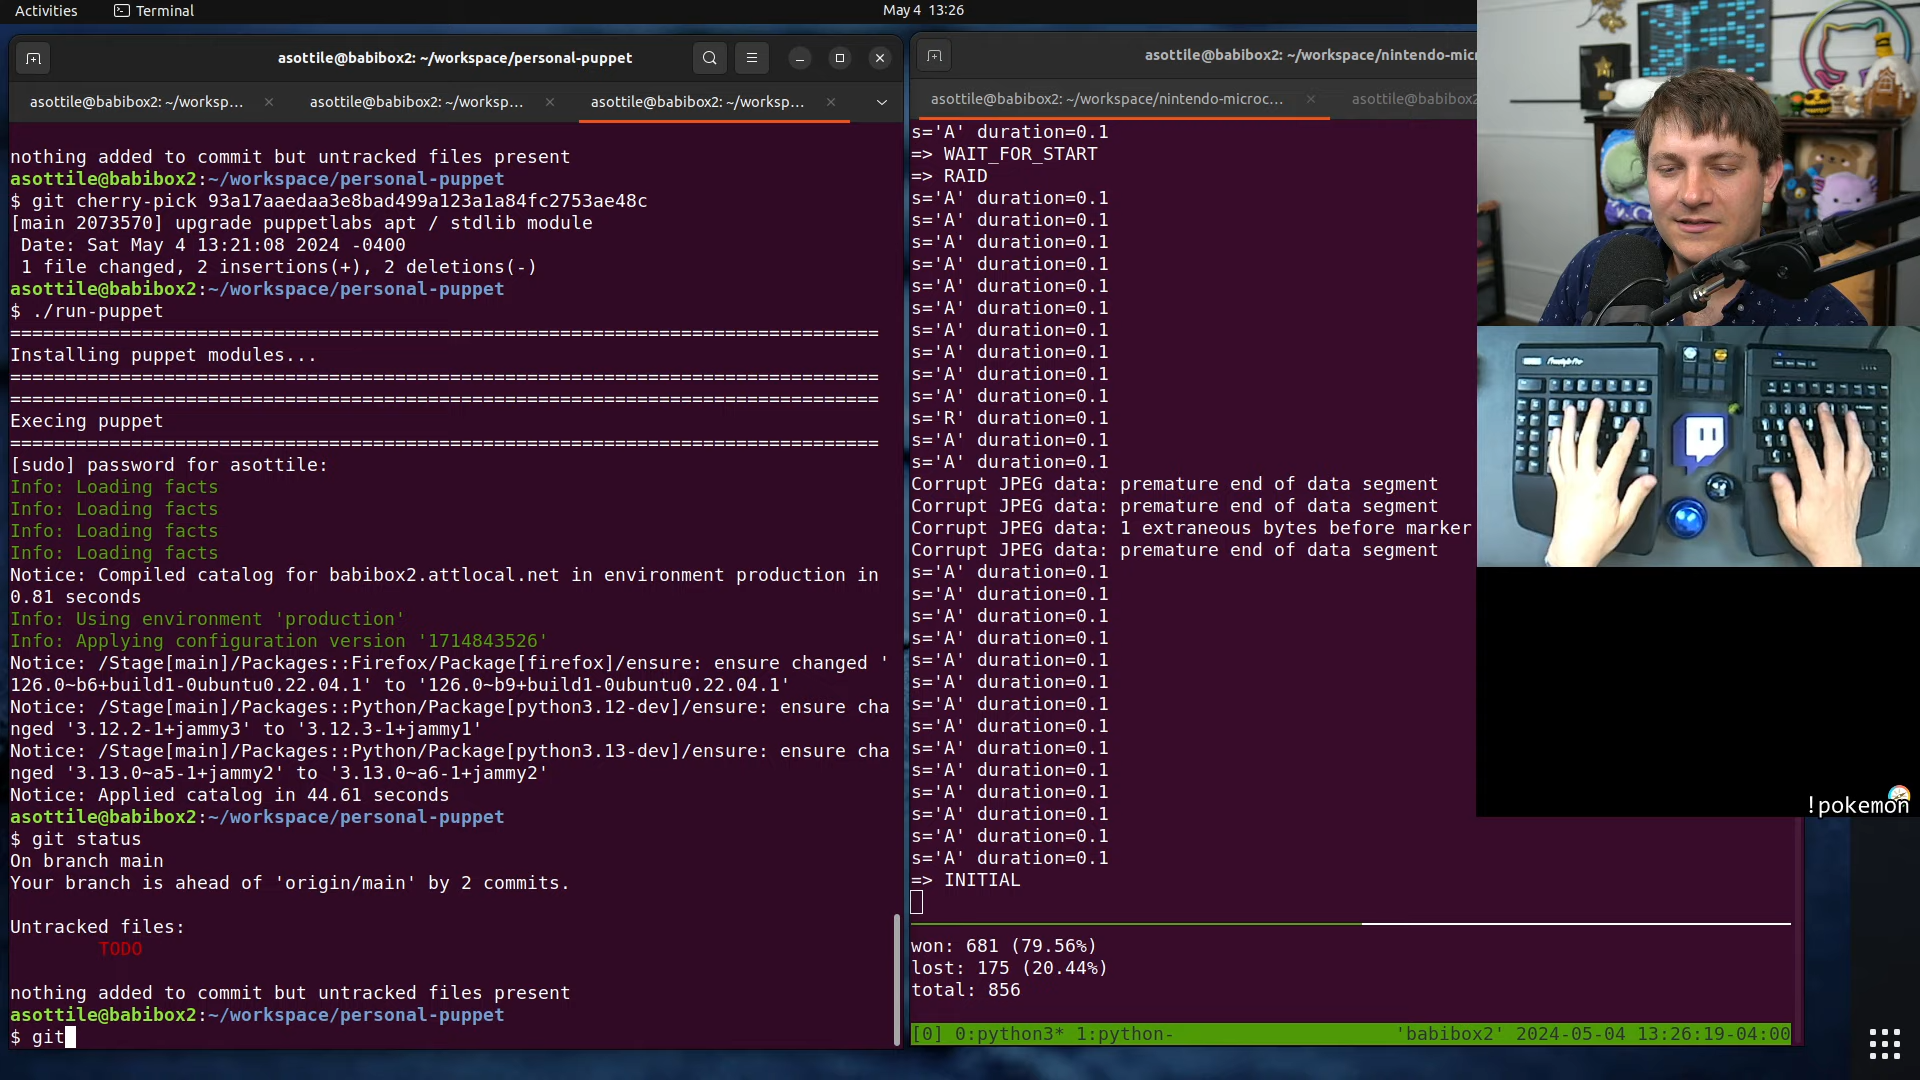 Activities
Terminal
May 4 13:26
asottile@babibox2: ~/workspace/personal-puppet
asottile@babibox2: ~/worksp...
asottile@babibox2: ~/worksp...
asottile@babibox2: ~/worksp...
nothing added to commit but untracked files present
asottile@babibox2:~/workspace/personal-puppet
$ git cherry-pick 93a17aaedaa3e8bad499a123a1a84fc2753ae48c
[main 2073570] upgrade puppetlabs apt / stdlib module
Date: Sat May 4 13:21:08 2024 -0400
1 file changed, 2 insertions(+), 2 deletions(-)
asottile@babibox2:~/workspace/personal-puppet
$ ./run-puppet
================================================================================
Installing puppet modules...
================================================================================
================================================================================
Execing puppet
================================================================================
[sudo] password for asottile:
Info: Loading facts
Info: Loading facts
Info: Loading facts
Info: Loading facts
Notice: Compiled catalog for babibox2.attlocal.net in environment production in
0.81 seconds
Info: Using environment 'production'
Info: Applying configuration version '1714843526'
Notice: /Stage[main]/Packages::Firefox/Package[firefox]/ensure: ensure changed '
126.0~b6+build1-0ubuntu0.22.04.1' to '126.0~b9+build1-0ubuntu0.22.04.1'
Notice: /Stage[main]/Packages::Python/Package[python3.12-dev]/ensure: ensure cha
nged '3.12.2-1+jammy3' to '3.12.3-1+jammy1'
Notice: /Stage[main]/Packages::Python/Package[python3.13-dev]/ensure: ensure cha
nged '3.13.0~a5-1+jammy2' to '3.13.0~a6-1+jammy2'
Notice: Applied catalog in 44.61 seconds
asottile@babibox2:~/workspace/personal-puppet
$ git status
On branch main
Your branch is ahead of 'origin/main' by 2 commits.
Untracked files:
TODO
nothing added to commit but untracked files present
asottile@babibox2:~/workspace/personal-puppet
$ git
asottile@babibox2: ~/workspace/nintendo-micr
asottile@babibox2: ~/workspace/nintendo-microc...
asottile@babibox2
s='A' duration=0.1
=> WAIT_FOR_START
=> RAID
s='A' duration=0.1
s='A' duration=0.1
s='A' duration=0.1
s='A' duration=0.1
s='A' duration=0.1
s='A' duration=0.1
s='A' duration=0.1
s='A' duration=0.1
s='A' duration=0.1
s='A' duration=0.1
s='R' duration=0.1
s='A' duration=0.1
s='A' duration=0.1
Corrupt JPEG data: premature end of data segment
Corrupt JPEG data: premature end of data segment
Corrupt JPEG data: 1 extraneous bytes before marker
Corrupt JPEG data: premature end of data segment
s='A' duration=0.1
s='A' duration=0.1
s='A' duration=0.1
s='A' duration=0.1
s='A' duration=0.1
s='A' duration=0.1
s='A' duration=0.1
s='A' duration=0.1
s='A' duration=0.1
s='A' duration=0.1
s='A' duration=0.1
s='A' duration=0.1
s='A' duration=0.1
s='A' duration=0.1
=> INITIAL
won: 681 (79.56%)
lost: 175 (20.44%)
total: 856
[0] 0:python3* 1:python-
'babibox2' 2024-05-04 13:26:19-04:00
Freestyle Pro
!pokemon